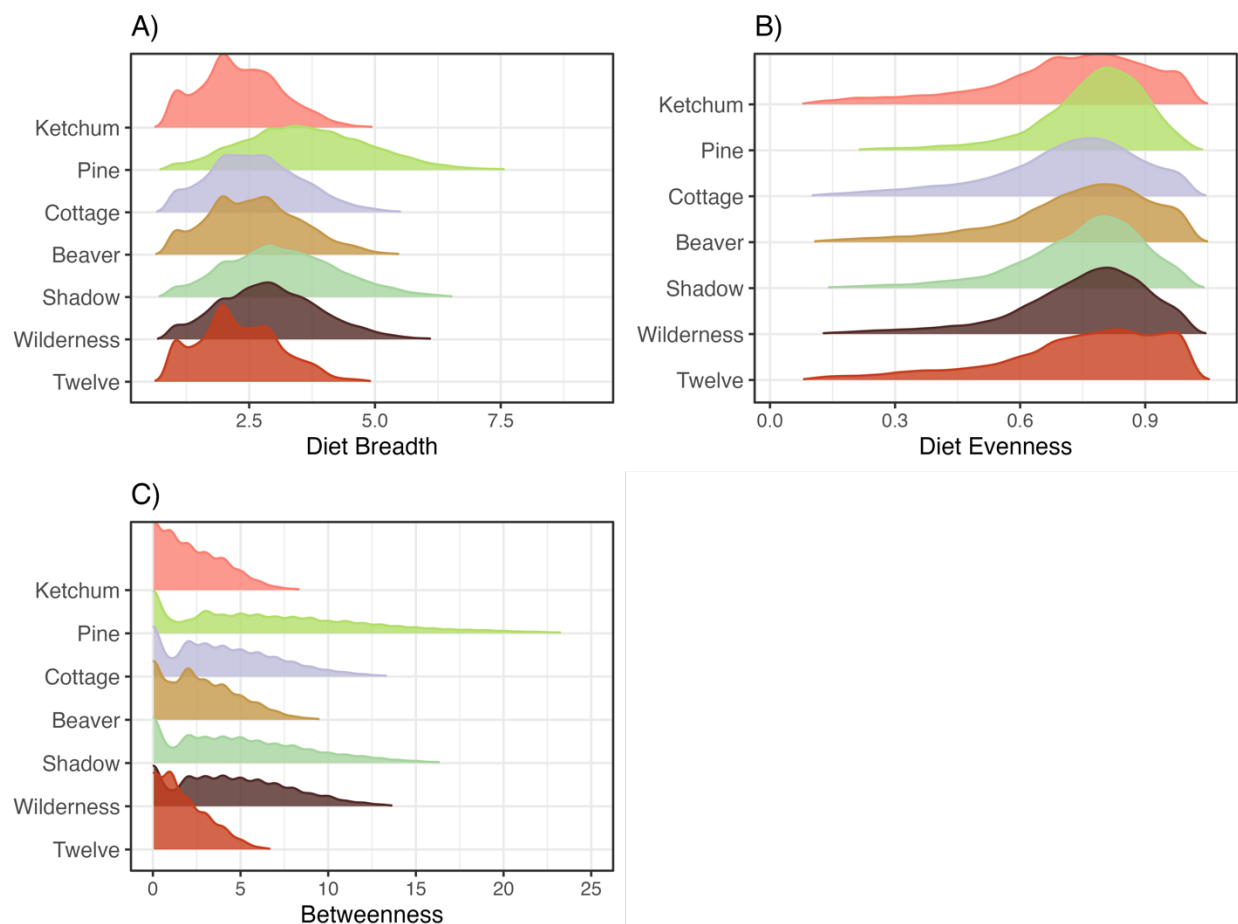 A)
Ketchum
Pine
Cottage
Beaver
Shadow
Wilderness
Twelve
2.5 5.0 7.5
Diet Breadth
B)
Ketchum
Pine
Cottage
Beaver
Shadow
Wilderness
Twelve
0.0 0.3 0.6 0.9
Diet Evenness
C)
Ketchum
Pine
Cottage
Beaver
Shadow
Wilderness
Twelve
0 5 10 15 20 25
Betweenness